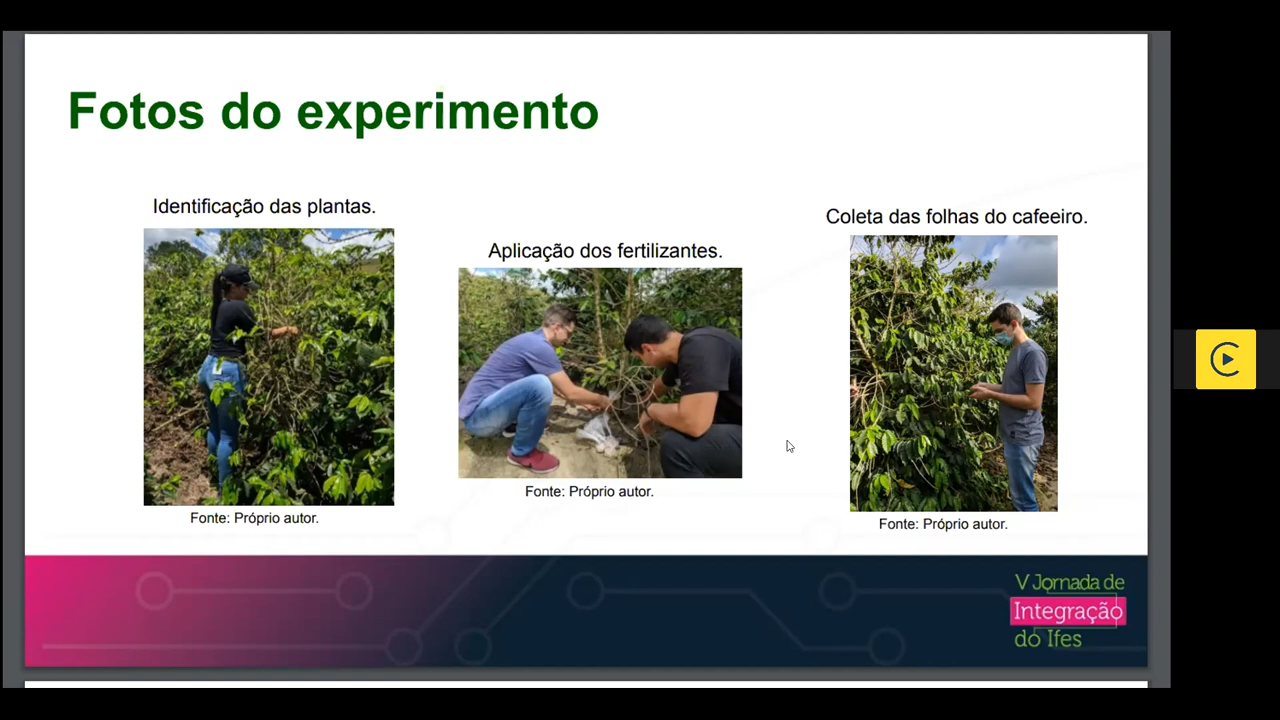 Fotos do experimento
Identificação das plantas.
Fonte: Próprio autor.
Aplicação dos fertilizantes.
Fonte: Próprio autor.
Coleta das folhas do cafeeiro.
Fonte: Próprio autor.
V Jornada de
Integração
do Ifes